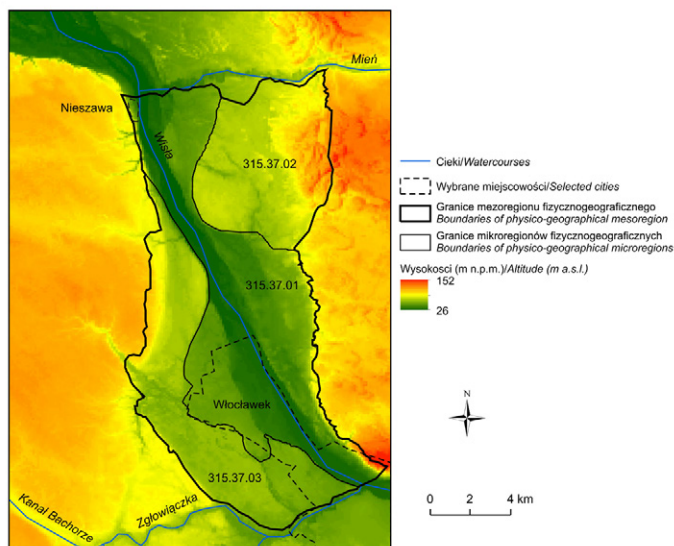 Mień
Nieszawa
Wisła
315.37.02
315.37.01
Włocławek
315.37.03
Kanał Bachorze
Zgłowiączka
Cieki/Watercourses
Wybrane miejscowości/Selected cities
Granice mezoregionu fizycznogeograficznego
Boundaries of physico-geographical mesoregion
Granice mikroregionów fizycznogeograficznych
Boundaries of physico-geographical microregions
Wysokosci (m n.p.m.)/Altitude (m a.s.l.)
152
26
N
0 2 4 km